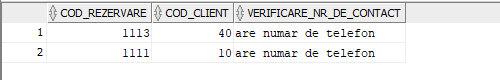 COD_REZERVARE COD_CLIENT VERIFICARE_NR_DE_CONTACT
1 1113 40 are numar de telefon
2 1111 10 are numar de telefon